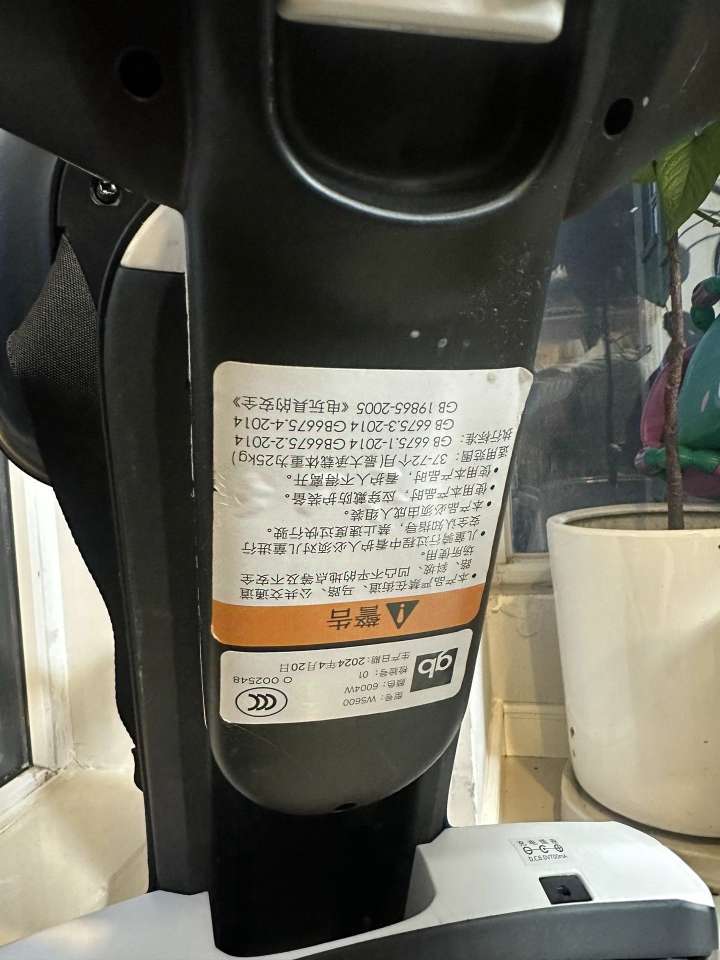 gb
型号：WS600
颜色：6004W
检验号：01
生产日期：2024年4月20日
CCC
O 002548
警告
• 本产品严禁在街道、马路、公共交通道
路、斜坡、凹凸不平的地点等及不安全
场所使用。
• 儿童骑行过程中看护人必须对儿童进行
安全认知指导，禁止速度过快行驶。
• 本产品必须由成人组装。
• 使用本产品时，应穿戴防护装备。
• 使用本产品时，看护人不得离开。
适用范围：37-72个月(最大承载体重为25kg)
执行标准：
GB 6675.1-2014 GB6675.2-2014
GB 6675.3-2014 GB6675.4-2014
GB 19865-2005《电玩具的安全》
D.C.6.0V700mA